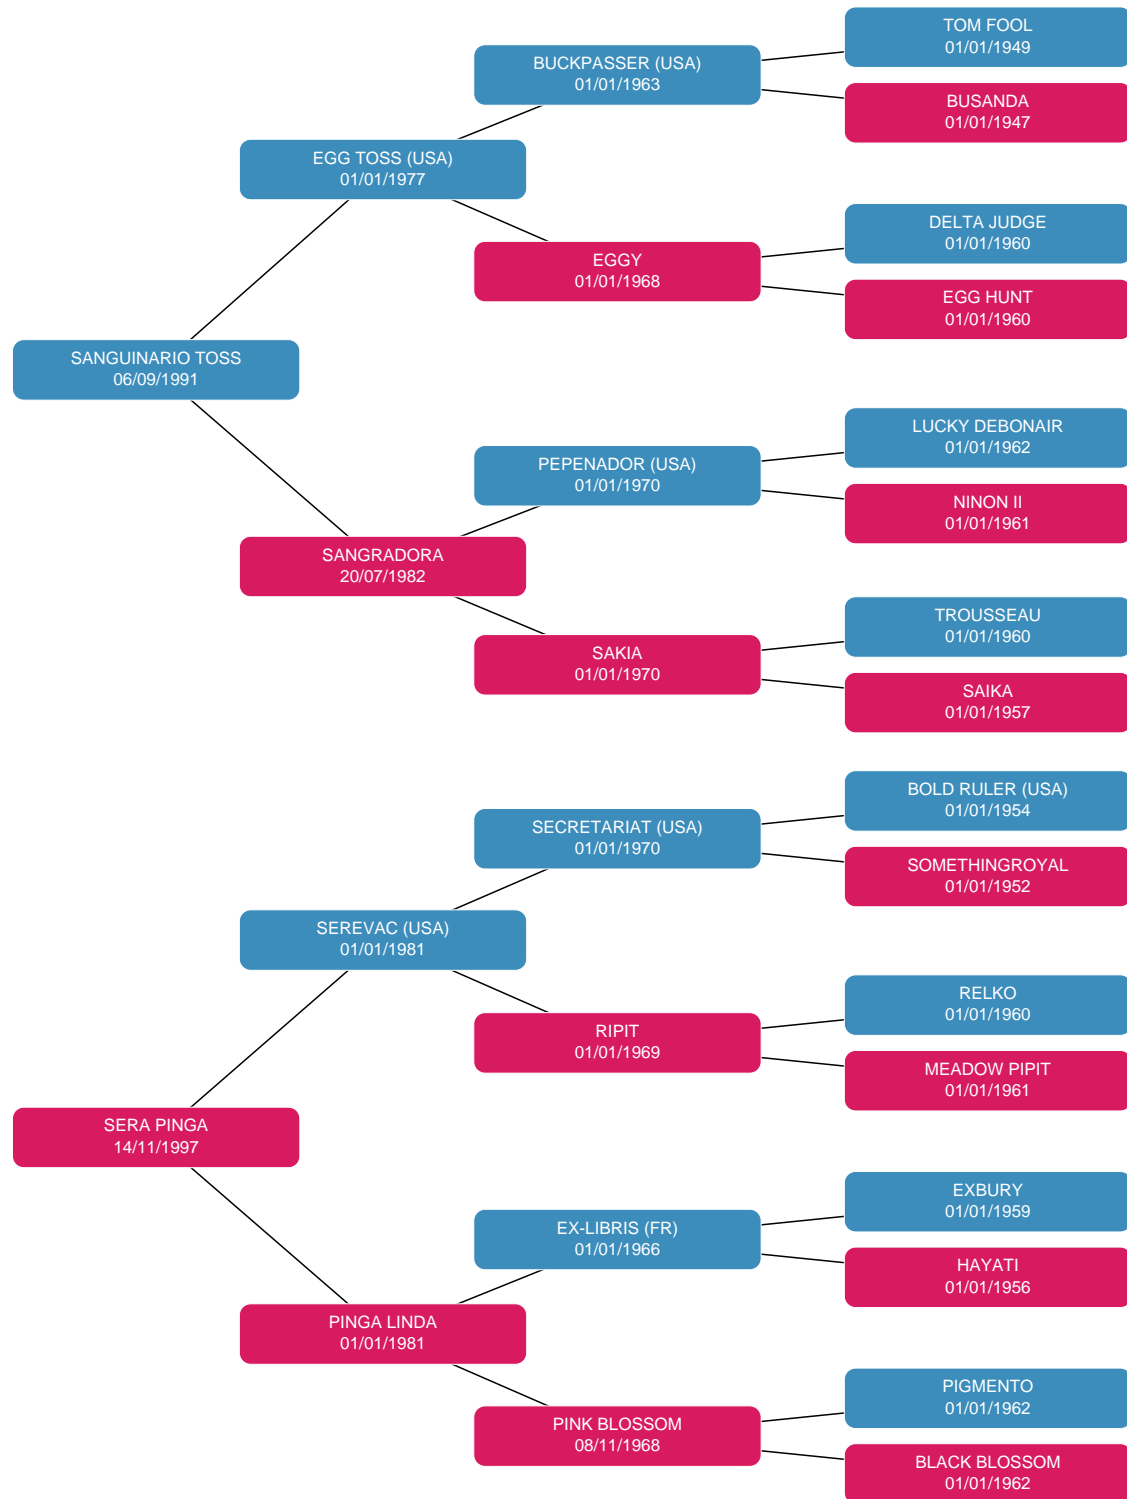 TOM FOOL
01/01/1949
BUCKPASSER (USA)
01/01/1963
BUSANDA
01/01/1947
EGG TOSS (USA)
01/01/1977
DELTA JUDGE
01/01/1960
EGGY
01/01/1968
EGG HUNT
01/01/1960
SANGUINARIO TOSS
06/09/1991
LUCKY DEBONAIR
01/01/1962
PEPENADOR (USA)
01/01/1970
NINON II
01/01/1961
SANGRADORA
20/07/1982
TROUSSEAU
01/01/1960
SAKIA
01/01/1970
SAIKA
01/01/1957
BOLD RULER (USA)
01/01/1954
SECRETARIAT (USA)
01/01/1970
SOMETHINGROYAL
01/01/1952
SEREVAC (USA)
01/01/1981
RELKO
01/01/1960
RIPIT
01/01/1969
MEADOW PIPIT
01/01/1961
SERA PINGA
14/11/1997
EXBURY
01/01/1959
EX-LIBRIS (FR)
01/01/1966
HAYATI
01/01/1956
PINGA LINDA
01/01/1981
PIGMENTO
01/01/1962
PINK BLOSSOM
08/11/1968
BLACK BLOSSOM
01/01/1962